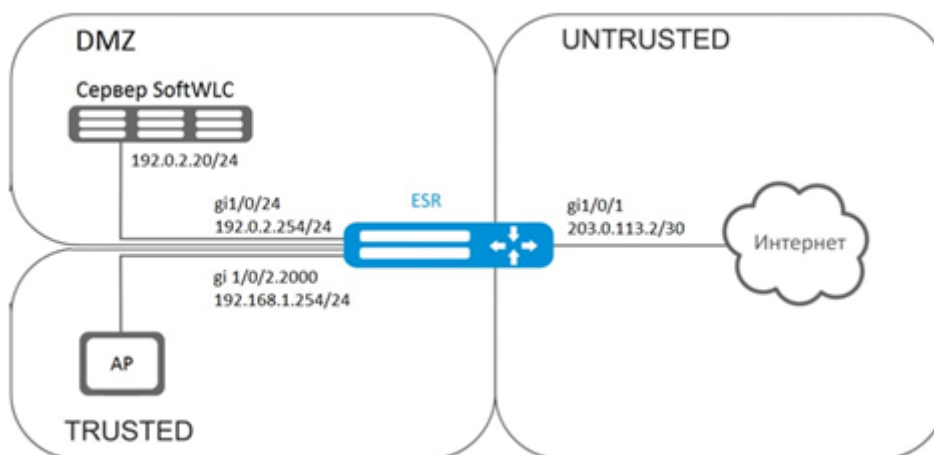 DMZ
Сервер SoftWLC
192.0.2.20/24
gi1/0/24
192.0.2.254/24
ESR
gi 1/0/2.2000
192.168.1.254/24
AP
TRUSTED
UNTRUSTED
gi1/0/1
203.0.113.2/30
Интернет